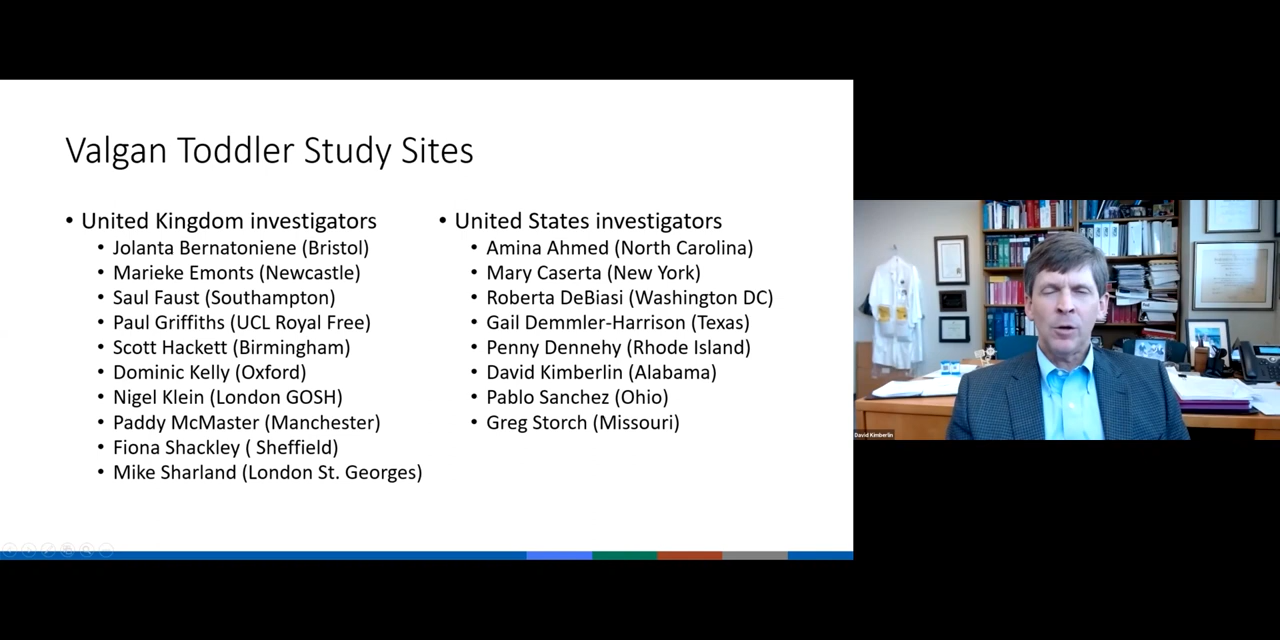 Valgan Toddler Study Sites
• United Kingdom investigators
• Jolanta Bernatoniene (Bristol)
• Marieke Emonts (Newcastle)
• Saul Faust (Southampton)
• Paul Griffiths (UCL Royal Free)
• Scott Hackett (Birmingham)
• Dominic Kelly (Oxford)
• Nigel Klein (London GOSH)
• Paddy McMaster (Manchester)
• Fiona Shackley ( Sheffield)
• Mike Sharland (London St. Georges)
• United States investigators
• Amina Ahmed (North Carolina)
• Mary Caserta (New York)
• Roberta DeBiasi (Washington DC)
• Gail Demmler-Harrison (Texas)
• Penny Dennehy (Rhode Island)
• David Kimberlin (Alabama)
• Pablo Sanchez (Ohio)
• Greg Storch (Missouri)
David Kimberlin